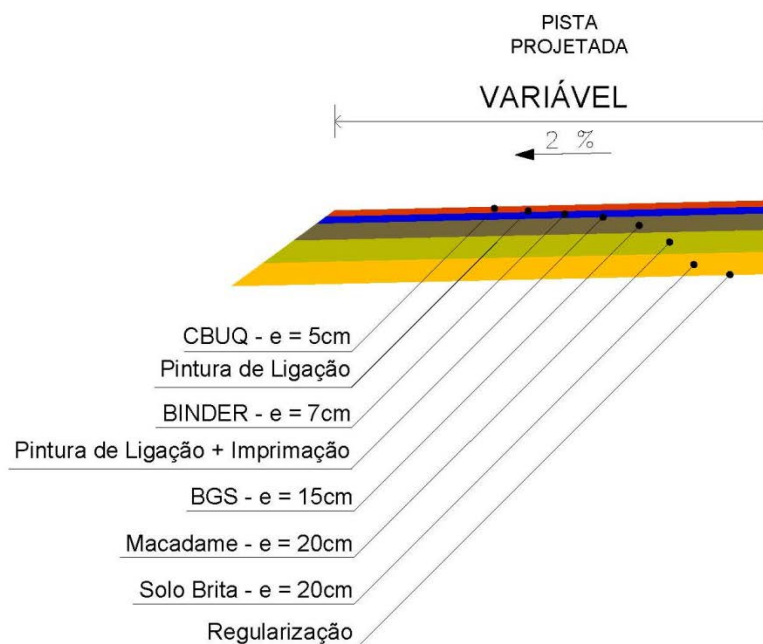 PISTA
PROJETADA
VARIÁVEL
2 %
CBUQ - e = 5cm
Pintura de Ligação
BINDER - e = 7cm
Pintura de Ligação + Imprimação
BGS - e = 15cm
Macadame - e = 20cm
Solo Brita - e = 20cm
Regularização